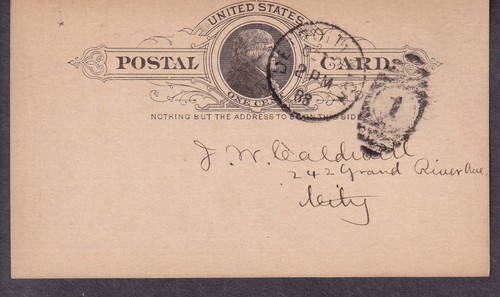 UNITED STATES
POSTAL CARD.
ONE CENT
NOTHING BUT THE ADDRESS TO BE ON THIS SIDE
2 PM
88
1
J. W. Caldwell
242 Grand River Ave.
City